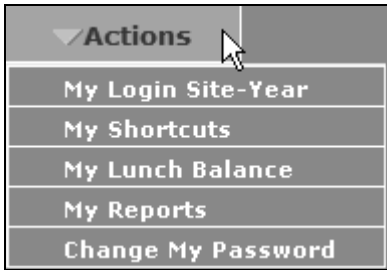 Actions
My Login Site-Year
My Shortcuts
My Lunch Balance
My Reports
Change My Password